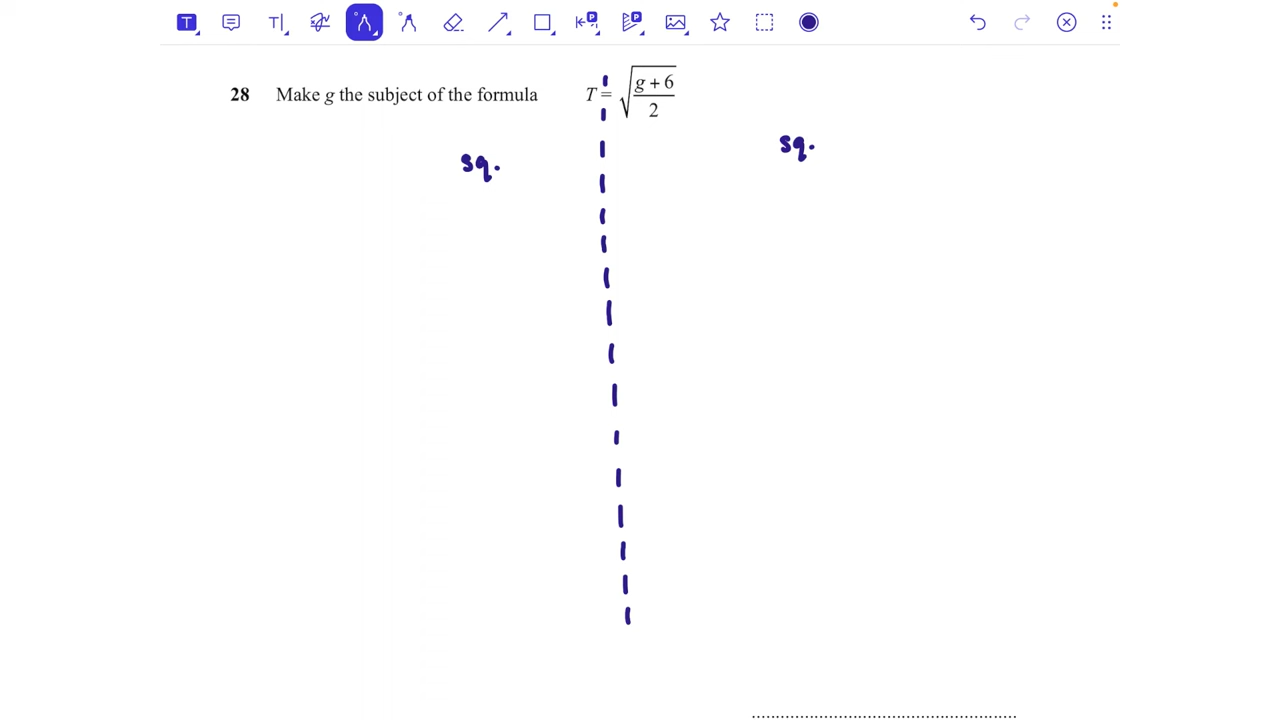 28 Make g the subject of the formula T = √((g + 6)/2)
sq. sq.